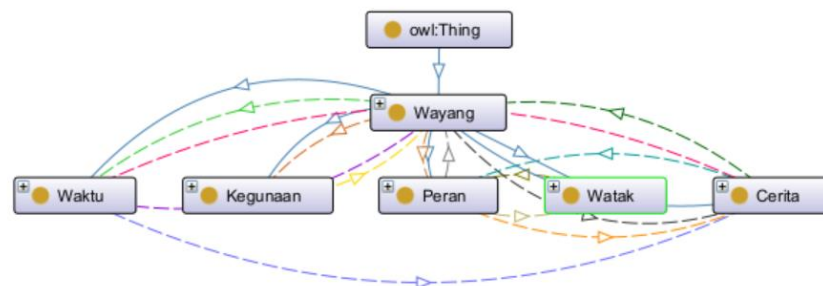 owl:Thing
Wayang
Waktu
Kegunaan
Peran
Watak
Cerita